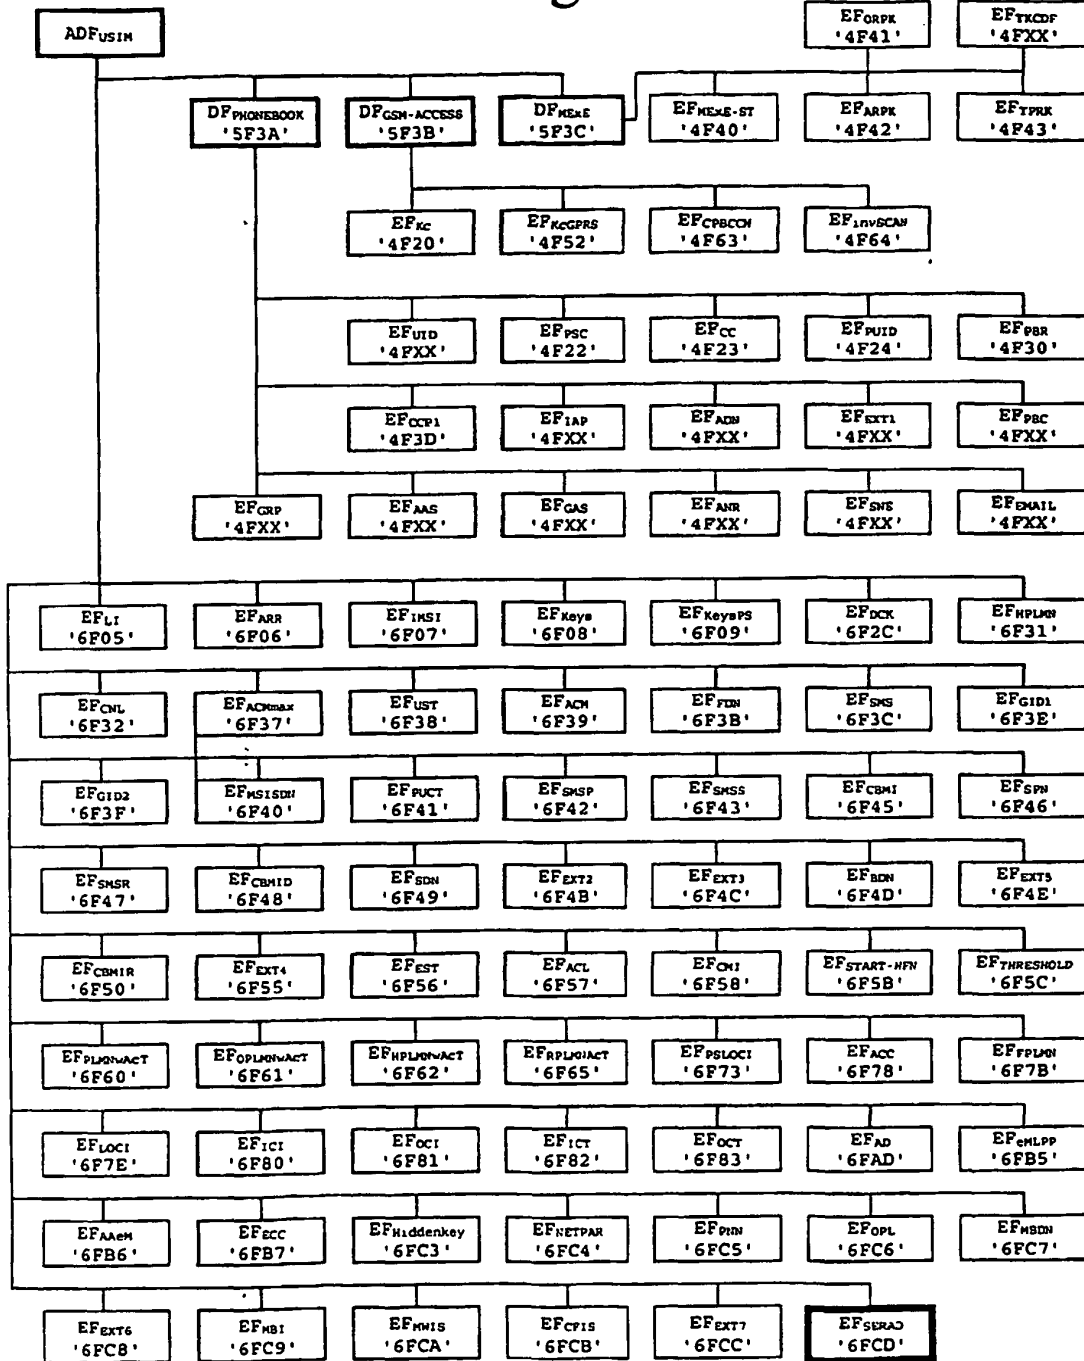 ADFUSIM
EFORPK '4F41'
EFTKCDF '4FXX'
DFPHONEBOOK '5F3A'
DFGSM-ACCESS '5F3B'
DFMExE '5F3C'
EFMExE-ST '4F40'
EFARPK '4F42'
EFTPRK '4F43'
EFKc '4F20'
EFKcGPRS '4F52'
EFCPBCCH '4F63'
EFinvSCAN '4F64'
EFUID '4FXX'
EFPSC '4F22'
EFCC '4F23'
EFPUID '4F24'
EFPBR '4F30'
EFCCP1 '4F3D'
EFIAP '4FXX'
EFADN '4FXX'
EFEXT1 '4FXX'
EFPBC '4FXX'
EFGRP '4FXX'
EFAAS '4FXX'
EFGAS '4FXX'
EFANR '4FXX'
EFSNE '4FXX'
EFEMAIL '4FXX'
EFLI '6F05'
EFARR '6F06'
EFIMSI '6F07'
EFKeys '6F08'
EFKeysPS '6F09'
EFDCK '6F2C'
EFHPLMN '6F31'
EFCNL '6F32'
EFACMmax '6F37'
EFUST '6F38'
EFACM '6F39'
EFFDN '6F3B'
EFSMS '6F3C'
EFGID1 '6F3E'
EFGID2 '6F3F'
EFMSISDN '6F40'
EFPUCT '6F41'
EFSMSP '6F42'
EFSMSS '6F43'
EFCBMI '6F45'
EFSPN '6F46'
EFSMSR '6F47'
EFCBMID '6F48'
EFSDN '6F49'
EFEXT2 '6F4B'
EFEXT3 '6F4C'
EFBDN '6F4D'
EFEXT5 '6F4E'
EFCBMIR '6F50'
EFEXT4 '6F55'
EFEST '6F56'
EFACL '6F57'
EFCMI '6F58'
EFSTART-HFN '6F5B'
EFTHRESHOLD '6F5C'
EFPLMNwACT '6F60'
EFOPLMNwACT '6F61'
EFHPLMNwACT '6F62'
EFRPLMNACT '6F65'
EFPSLOCI '6F73'
EFACC '6F78'
EFFPLMN '6F7B'
EFLOCI '6F7E'
EFICI '6F80'
EFOCI '6F81'
EFICT '6F82'
EFOCT '6F83'
EFAD '6FAD'
EFeMLPP '6FB5'
EFAAeM '6FB6'
EFECC '6FB7'
EFHiddenkey '6FC3'
EFNETPAR '6FC4'
EFPNN '6FC5'
EFOPL '6FC6'
EFMBDN '6FC7'
EFEXT6 '6FC8'
EFMBI '6FC9'
EFMWIS '6FCA'
EFCFIS '6FCB'
EFEXT7 '6FCC'
'6FCD'